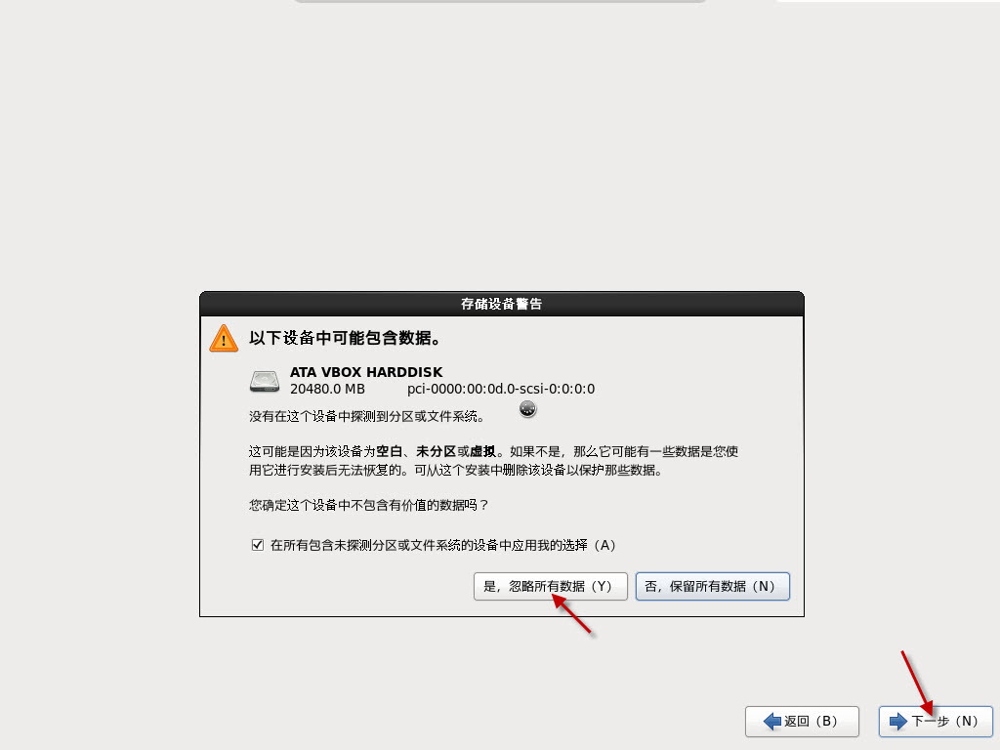 存储设备警告
以下设备中可能包含数据。
ATA VBOX HARDDISK
20480.0 MB pci-0000:00:0d.0-scsi-0:0:0:0
没有在这个设备中探测到分区或文件系统。
这可能是因为该设备为空白、未分区或虚拟。如果不是，那么它可能有一些数据是您使
用它进行安装后无法恢复的。可从这个安装中删除该设备以保护那些数据。
您确定这个设备中不包含有价值的数据吗？
在所有包含未探测分区或文件系统的设备中应用我的选择（A）
是，忽略所有数据（Y） 否，保留所有数据（N）
返回（B） 下一步（N）